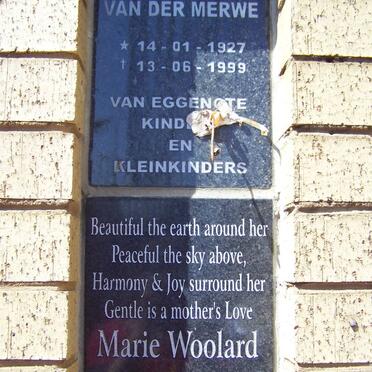 VAN DER MERWE
★ 14 - 01 - 1927
† 13 - 06 - 1999
VAN EGGENOTE
EN
KLEINKINDERS
Beautiful the earth around her
Peaceful the sky above,
Harmony & Joy surround her
Gentle is a mother's Love
Marie Woolard